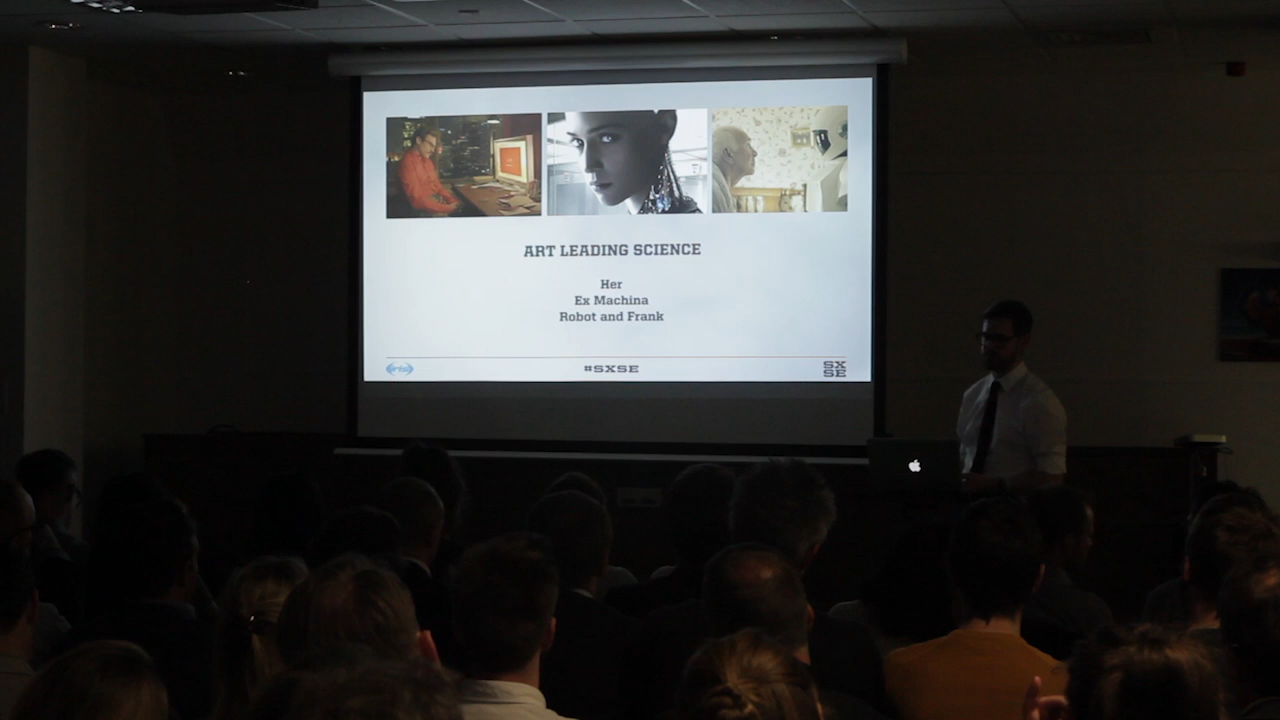 ART LEADING SCIENCE
Her
Ex Machina
Robot and Frank
#SXSE
SX
SE